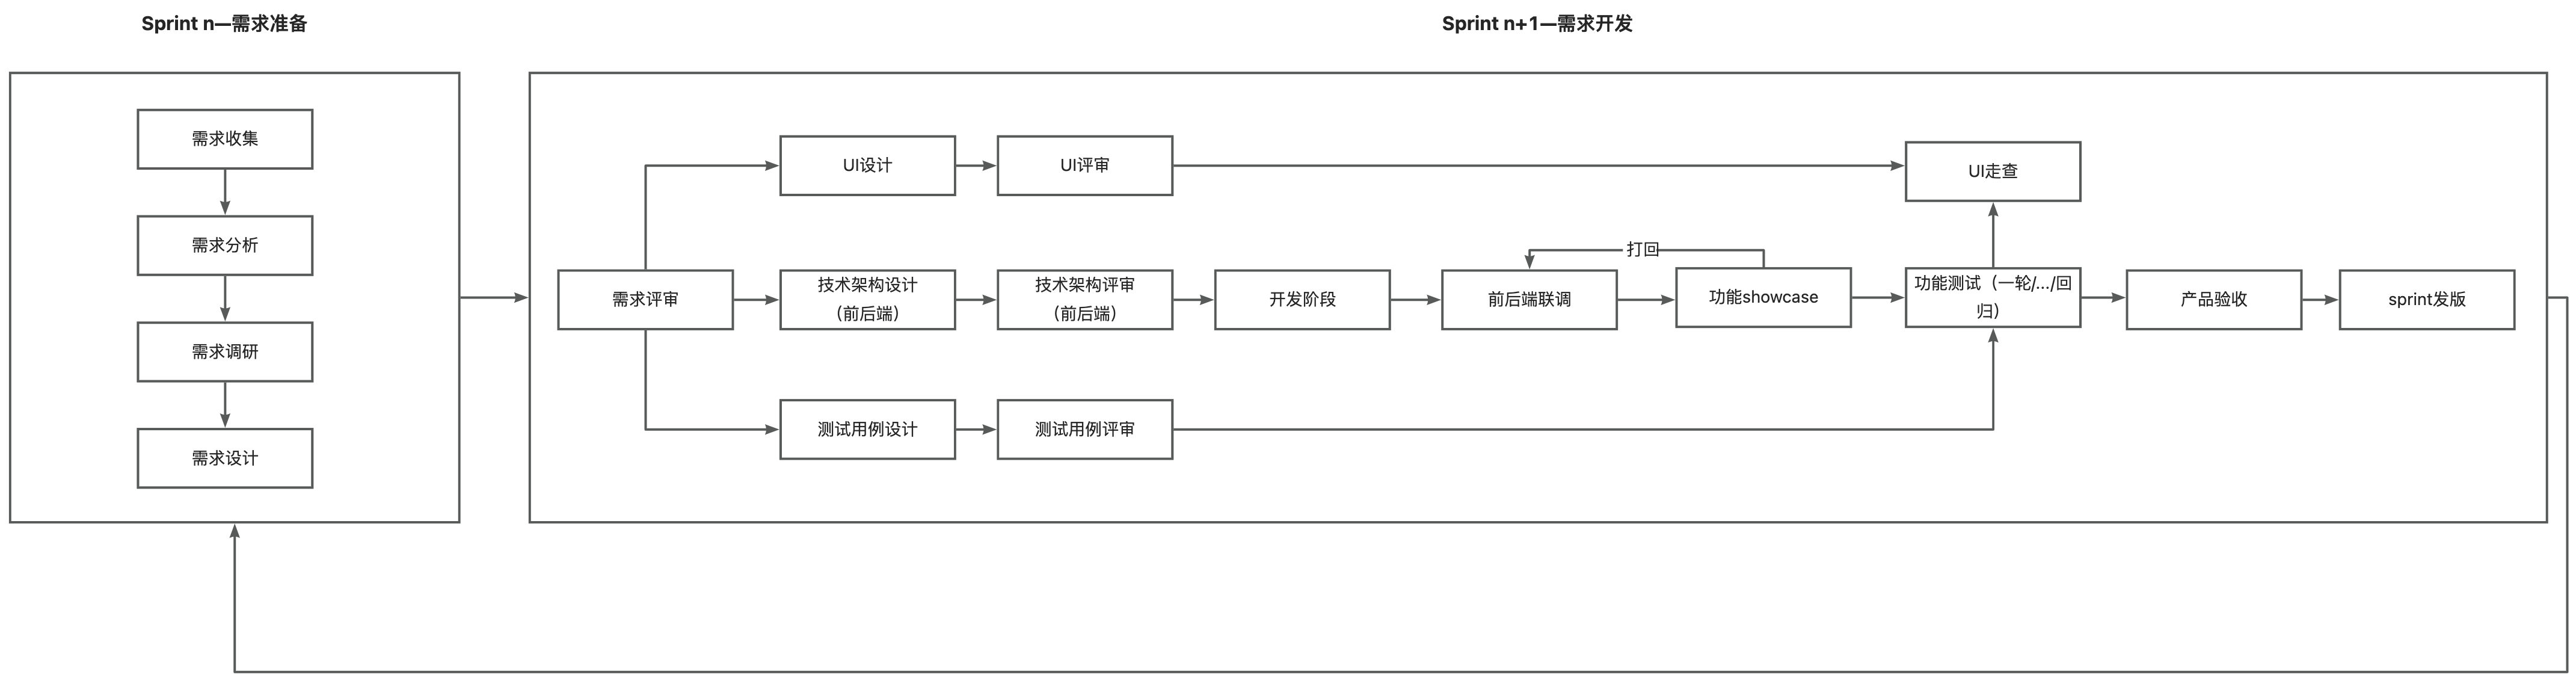 Sprint n—需求准备
需求收集
需求分析
需求调研
需求设计
Sprint n+1—需求开发
UI设计
UI评审
UI走查
打回
需求评审
技术架构设计
（前后端）
技术架构评审
（前后端）
开发阶段
前后端联调
功能showcase
功能测试（一轮/.../回
归）
产品验收
sprint发版
测试用例设计
测试用例评审